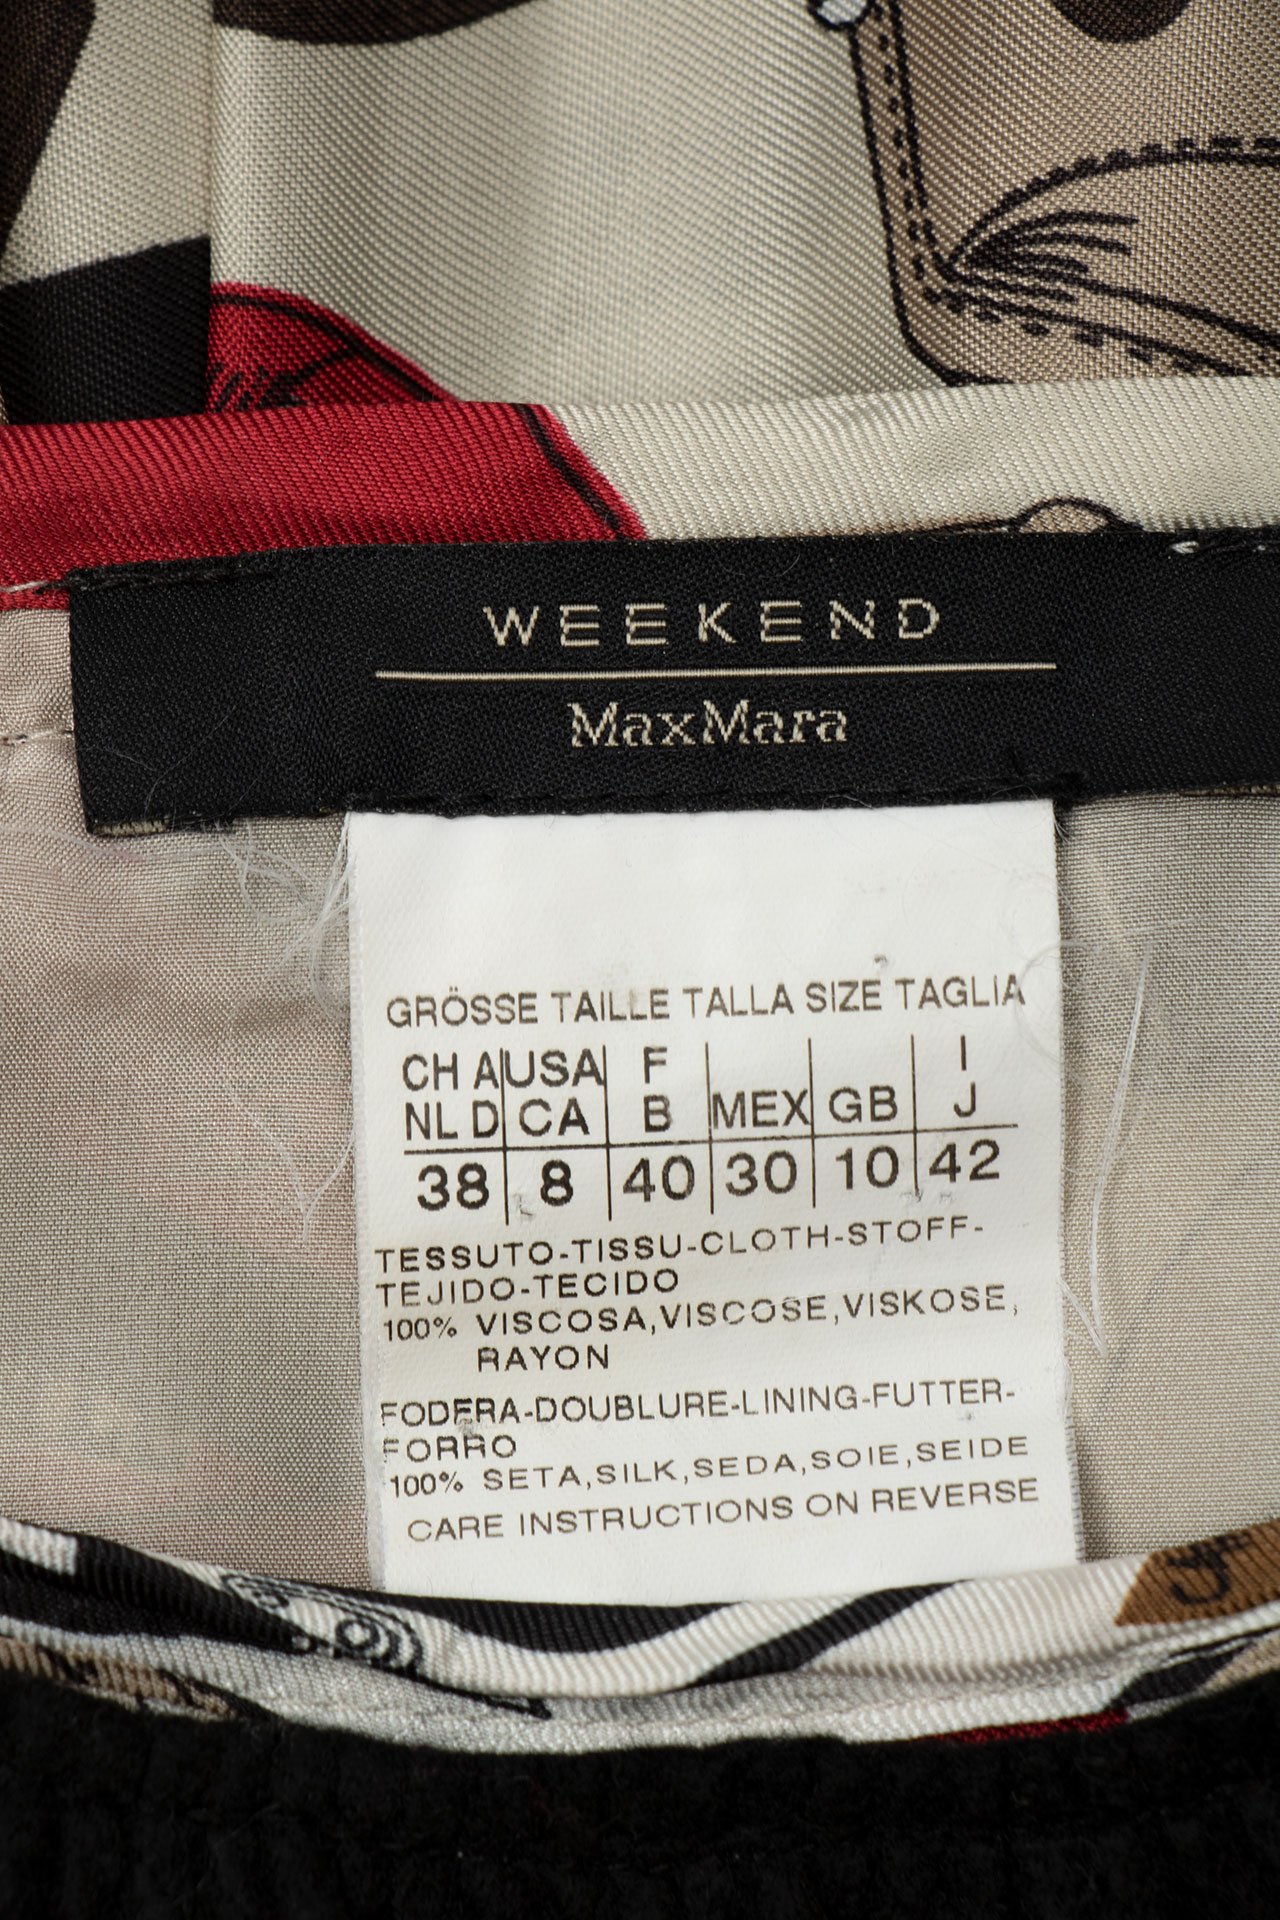 WEEKEND
MaxMara
GRÖSSE TAILLE TALLA SIZE TAGLIA
CH A USA F I
NL D CA B MEX GB J
38 8 40 30 10 42
TESSUTO-TISSU-CLOTH-STOFF-
TEJIDO-TECIDO
100% VISCOSA,VISCOSE,VISKOSE,
RAYON
FODERA-DOUBLURE-LINING-FUTTER-
FORRO
100% SETA,SILK,SEDA,SOIE,SEIDE
CARE INSTRUCTIONS ON REVERSE